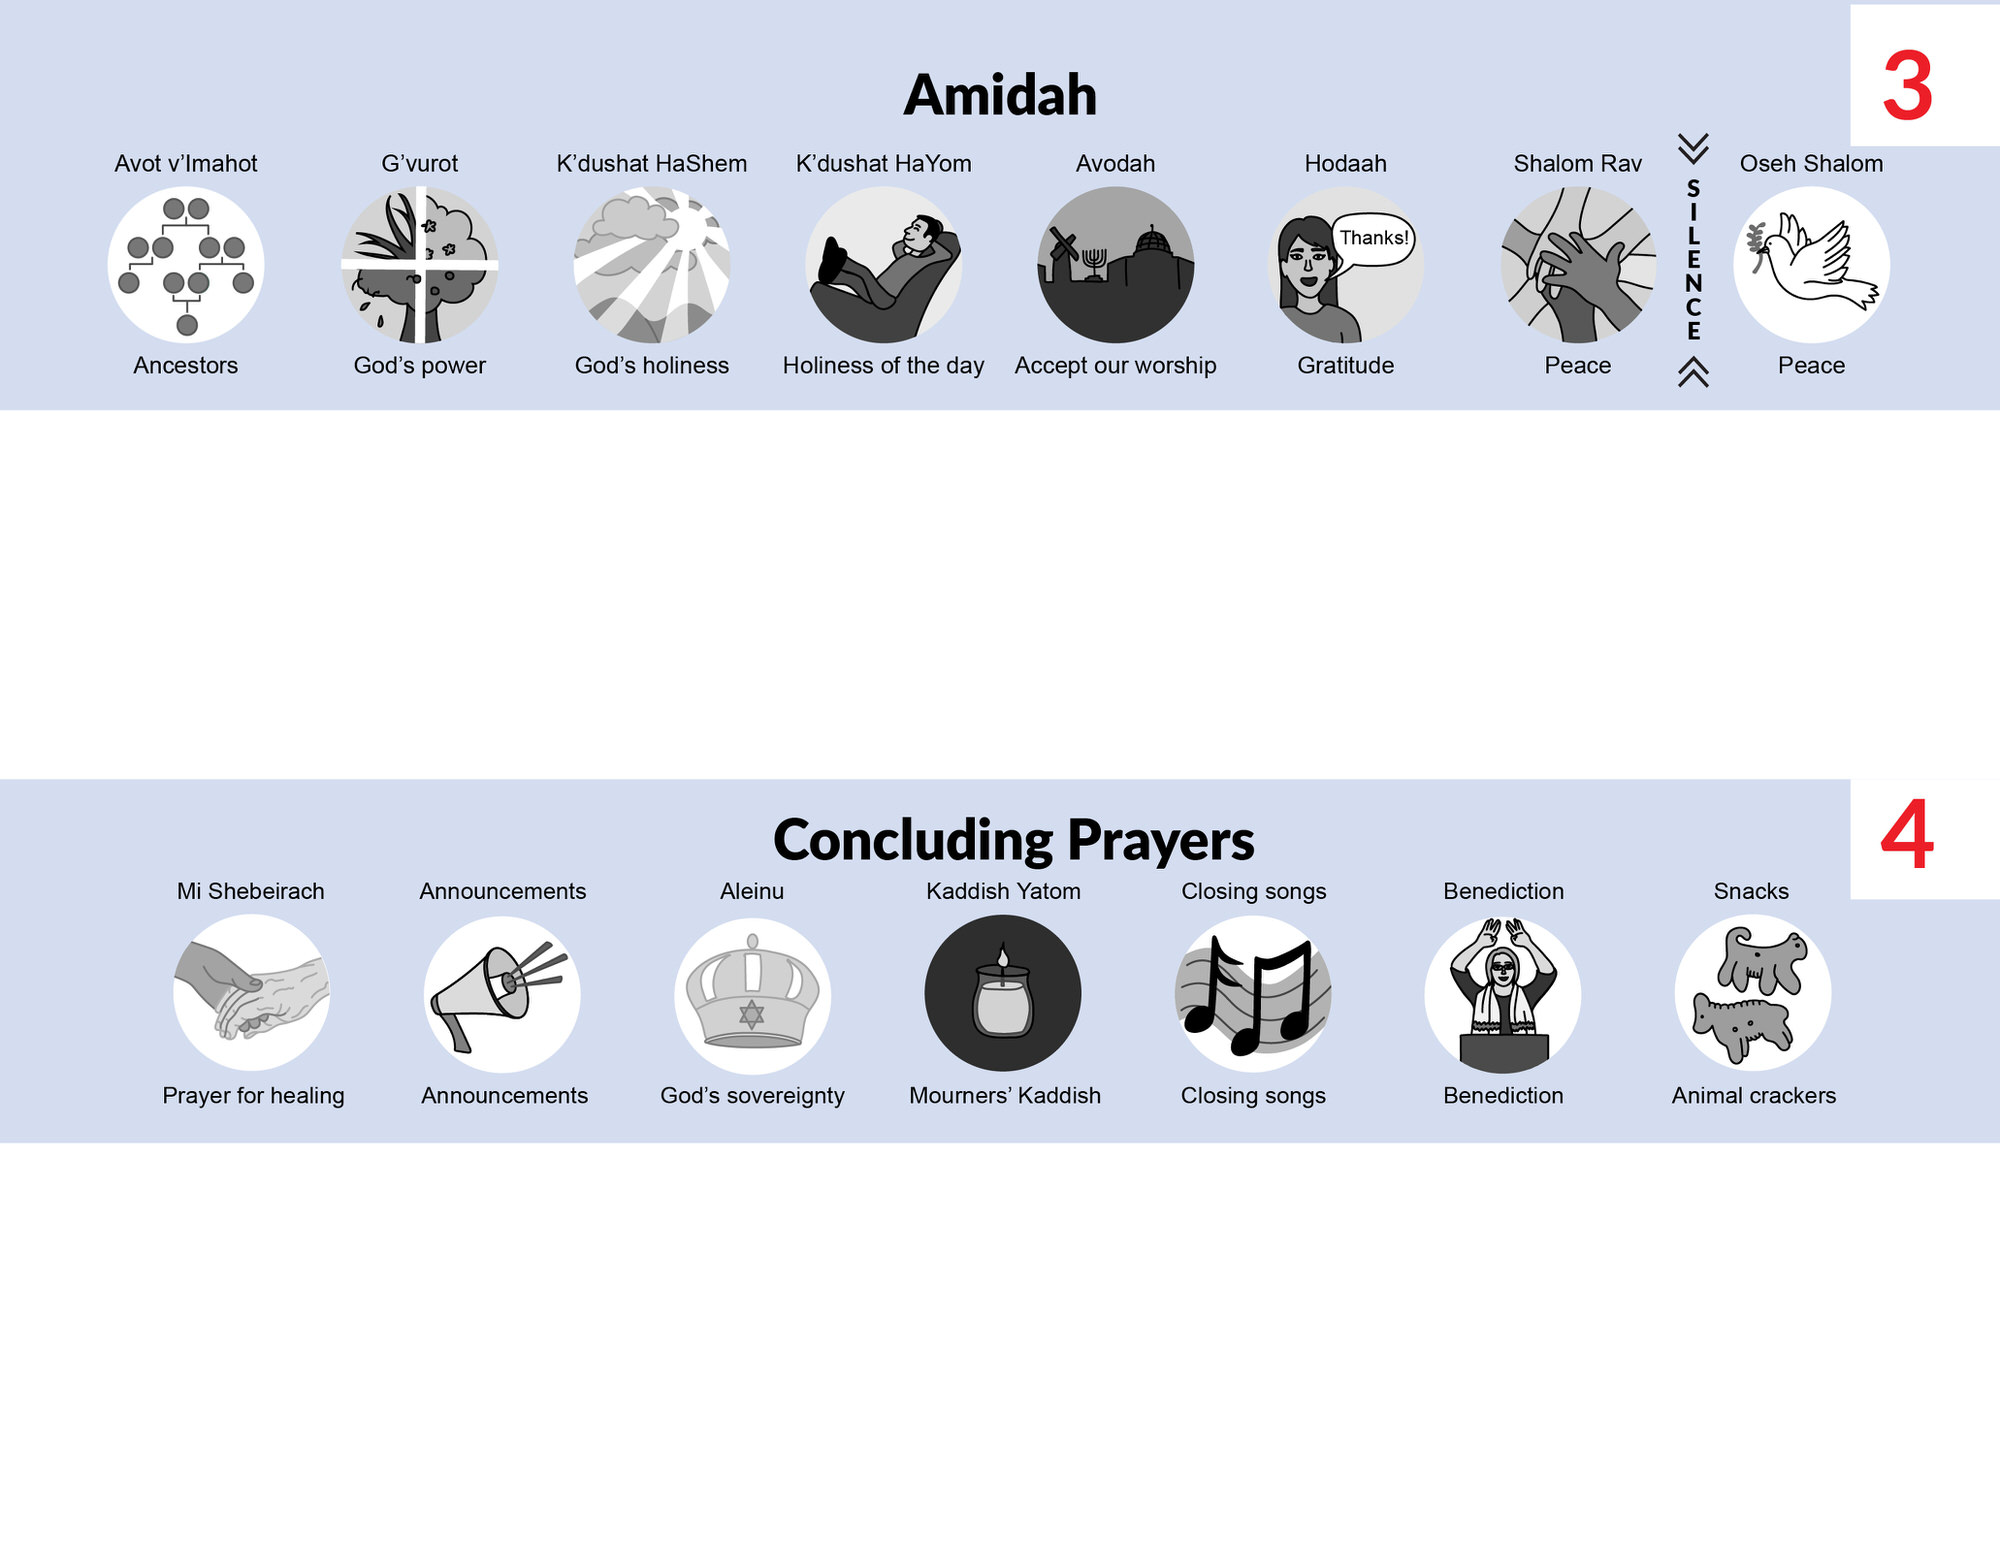 Amidah
3
Avot v’Imahot
G’vurot
K’dushat HaShem
K’dushat HaYom
Avodah
Hodaah
Shalom Rav
Oseh Shalom
Thanks!
SILENCE
Ancestors
God’s power
God’s holiness
Holiness of the day
Accept our worship
Gratitude
Peace
Peace
Concluding Prayers
4
Mi Shebeirach
Announcements
Aleinu
Kaddish Yatom
Closing songs
Benediction
Snacks
Prayer for healing
Announcements
God’s sovereignty
Mourners’ Kaddish
Closing songs
Benediction
Animal crackers